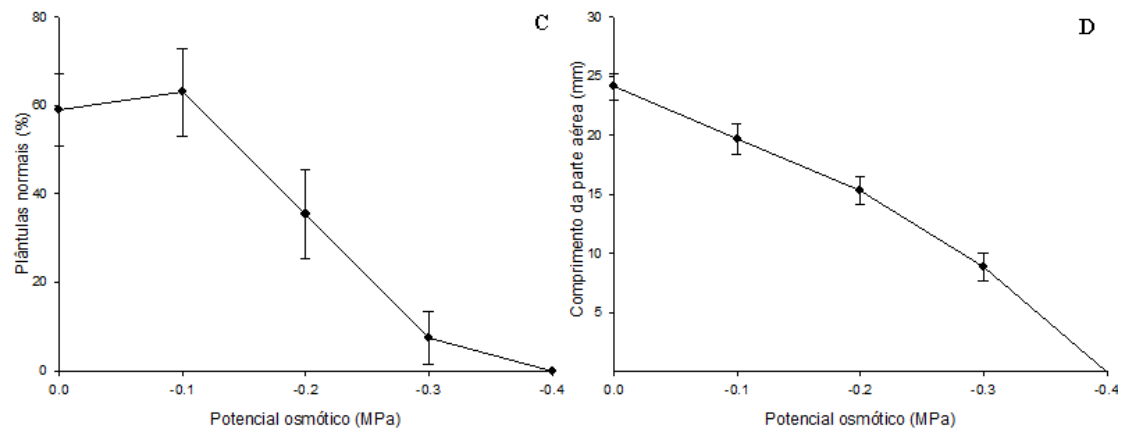 C
Plântulas normais (%)
80
60
40
20
0
0.0 -0.1 -0.2 -0.3 -0.4
Potencial osmótico (MPa)
D
Comprimento da parte aérea (mm)
30
25
20
15
10
5
0.0 -0.1 -0.2 -0.3 -0.4
Potencial osmótico (MPa)